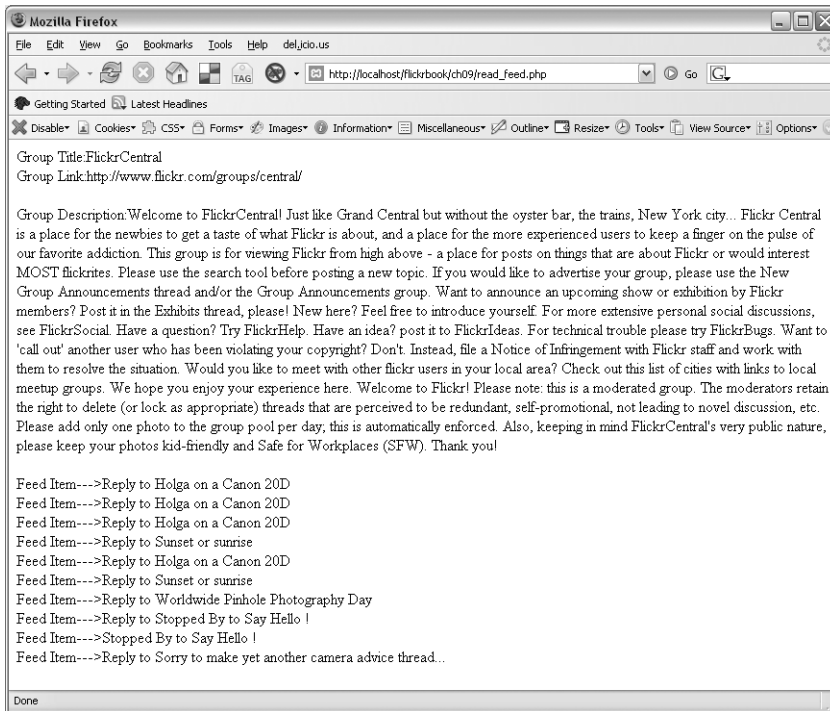 Mozilla Firefox
File Edit View Go Bookmarks Tools Help del.icio.us
TAG http://localhost/flickrbook/ch09/read_feed.php Go G
Getting Started Latest Headlines
Disable Cookies CSS Forms Images Information Miscellaneous Outline Resize Tools View Source Options
Group Title:FlickrCentral
Group Link:http://www.flickr.com/groups/central/
Group Description:Welcome to FlickrCentral! Just like Grand Central but without the oyster bar, the trains, New York city... Flickr Central
is a place for the newbies to get a taste of what Flickr is about, and a place for the more experienced users to keep a finger on the pulse of
our favorite addiction. This group is for viewing Flickr from high above - a place for posts on things that are about Flickr or would interest
MOST flickrites. Please use the search tool before posting a new topic. If you would like to advertise your group, please use the New
Group Announcements thread and/or the Group Announcements group. Want to announce an upcoming show or exhibition by Flickr
members? Post it in the Exhibits thread, please! New here? Feel free to introduce yourself. For more extensive personal social discussions,
see FlickrSocial. Have a question? Try FlickrHelp. Have an idea? post it to FlickrIdeas. For technical trouble please try FlickrBugs. Want to
'call out' another user who has been violating your copyright? Don't. Instead, file a Notice of Infringement with Flickr staff and work with
them to resolve the situation. Would you like to meet with other flickr users in your local area? Check out this list of cities with links to local
meetup groups. We hope you enjoy your experience here. Welcome to Flickr! Please note: this is a moderated group. The moderators retain
the right to delete (or lock as appropriate) threads that are perceived to be redundant, self-promotional, not leading to novel discussion, etc.
Please add only one photo to the group pool per day; this is automatically enforced. Also, keeping in mind FlickrCentral's very public nature,
please keep your photos kid-friendly and Safe for Workplaces (SFW). Thank you!
Feed Item--->Reply to Holga on a Canon 20D
Feed Item--->Reply to Holga on a Canon 20D
Feed Item--->Reply to Holga on a Canon 20D
Feed Item--->Reply to Sunset or sunrise
Feed Item--->Reply to Holga on a Canon 20D
Feed Item--->Reply to Sunset or sunrise
Feed Item--->Reply to Worldwide Pinhole Photography Day
Feed Item--->Reply to Stopped By to Say Hello !
Feed Item--->Stopped By to Say Hello !
Feed Item--->Reply to Sorry to make yet another camera advice thread...
Done